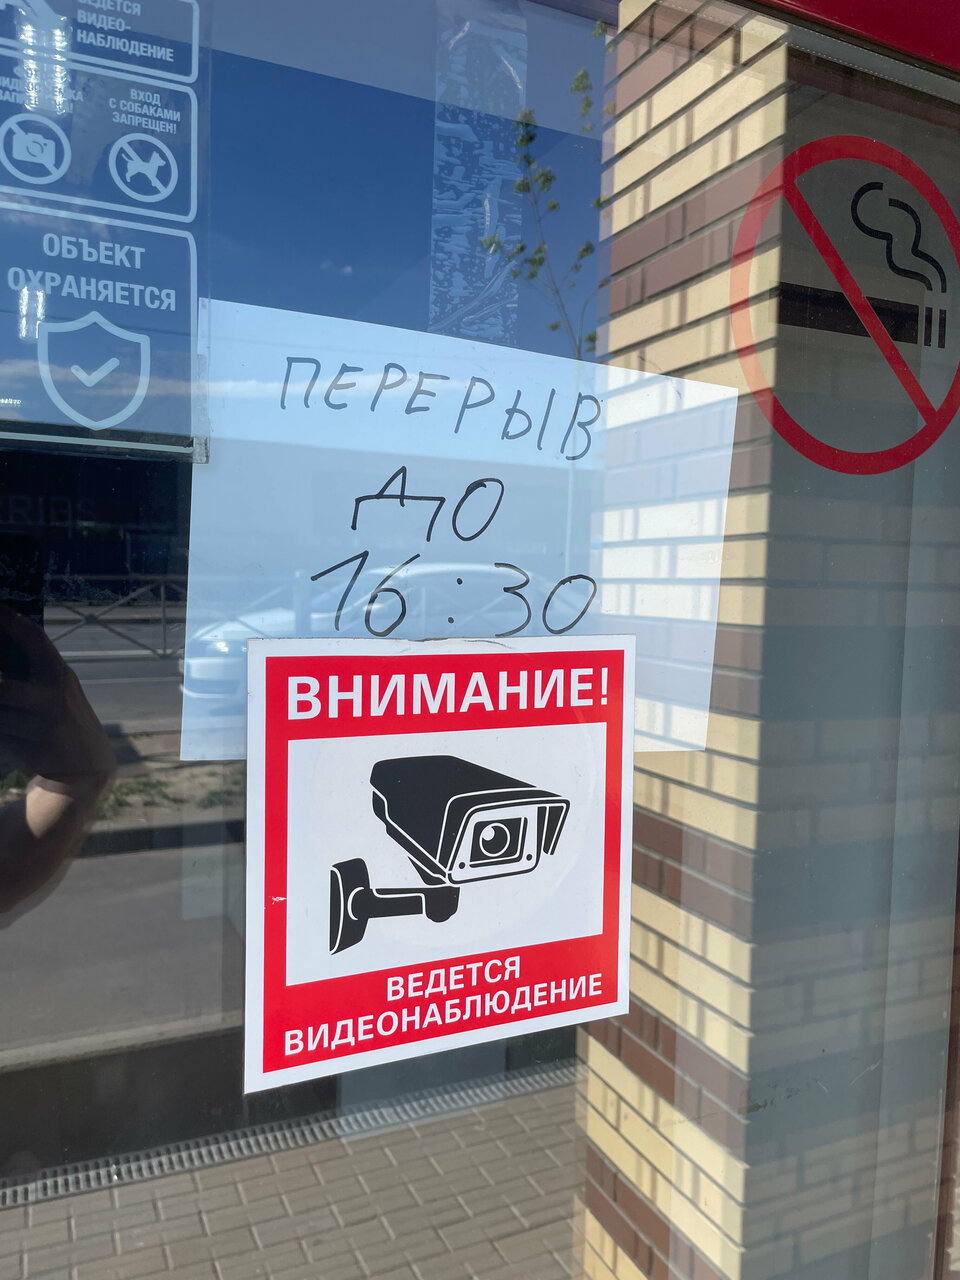 ВЕДЕТСЯ
ВИДЕО-
НАБЛЮДЕНИЕ
ВХОД
С СОБАКАМИ
ЗАПРЕЩЕН!
ОБЪЕКТ
ОХРАНЯЕТСЯ
ПЕРЕРЫВ
ДО
16:30
ВНИМАНИЕ!
ВЕДЕТСЯ
ВИДЕОНАБЛЮДЕНИЕ